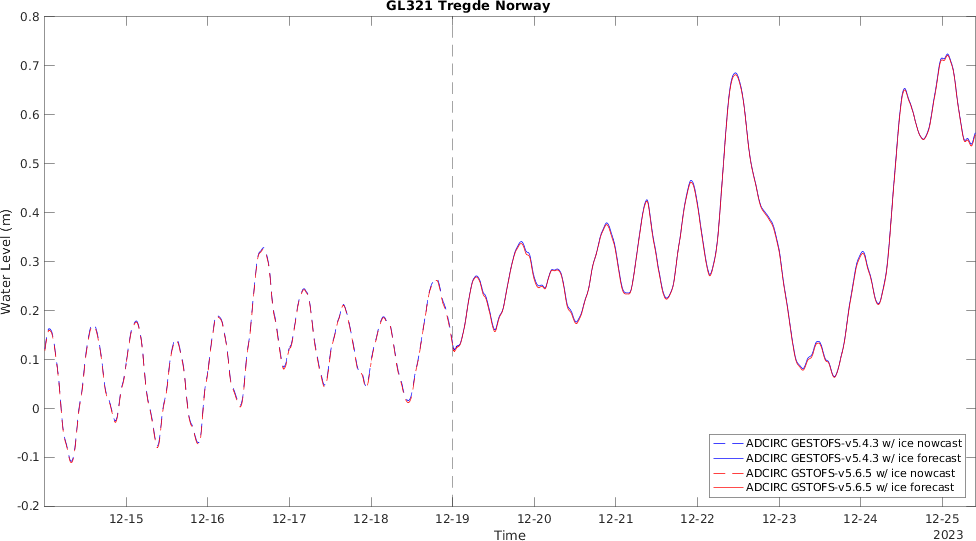 GL321 Tregde Norway
0.8
0.7
0.6
0.5
0.4
0.3
0.2
0.1
0
-0.1
-0.2
Water Level (m)
ADCIRC GESTOFS-v5.4.3 w/ ice nowcast
ADCIRC GESTOFS-v5.4.3 w/ ice forecast
ADCIRC GSTOFS-v5.6.5 w/ ice nowcast
ADCIRC GSTOFS-v5.6.5 w/ ice forecast
12-15 12-16 12-17 12-18 12-19 12-20 12-21 12-22 12-23 12-24 12-25
Time
2023